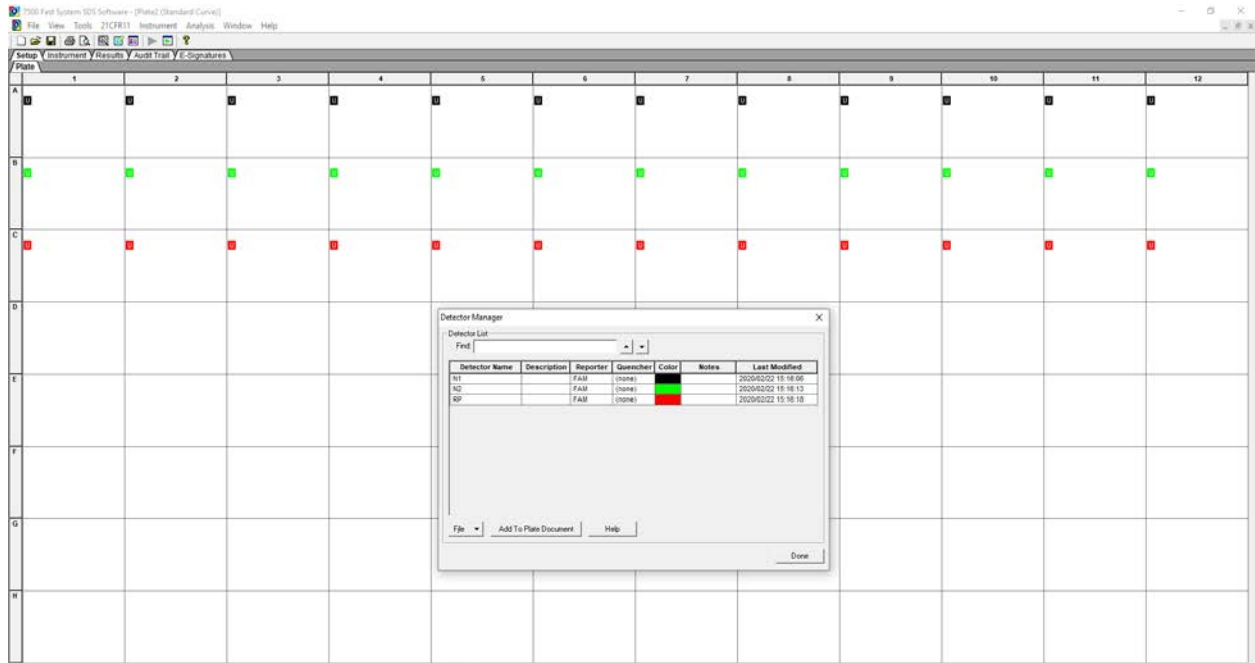 7500 Fast System SDS Software - [Plate2 (Standard Curve)]
File View Tools 21CFR11 Instrument Analysis Window Help
Setup Instrument Results Audit Trail E-Signatures
Plate
1 2 3 4 5 6 7 8 9 10 11 12
A
U U U U U U U U U U U U
B
U U U U U U U U U U U U
C
U U U U U U U U U U U U
D
Detector Manager
Detector List
Find:
Detector Name Description Reporter Quencher Color Notes Last Modified
E
N1 FAM (none) 2020/02/22 15:16:06
N2 FAM (none) 2020/02/22 15:16:13
RP FAM (none) 2020/02/22 15:16:18
F
G
File Add To Plate Document Help
Done
H